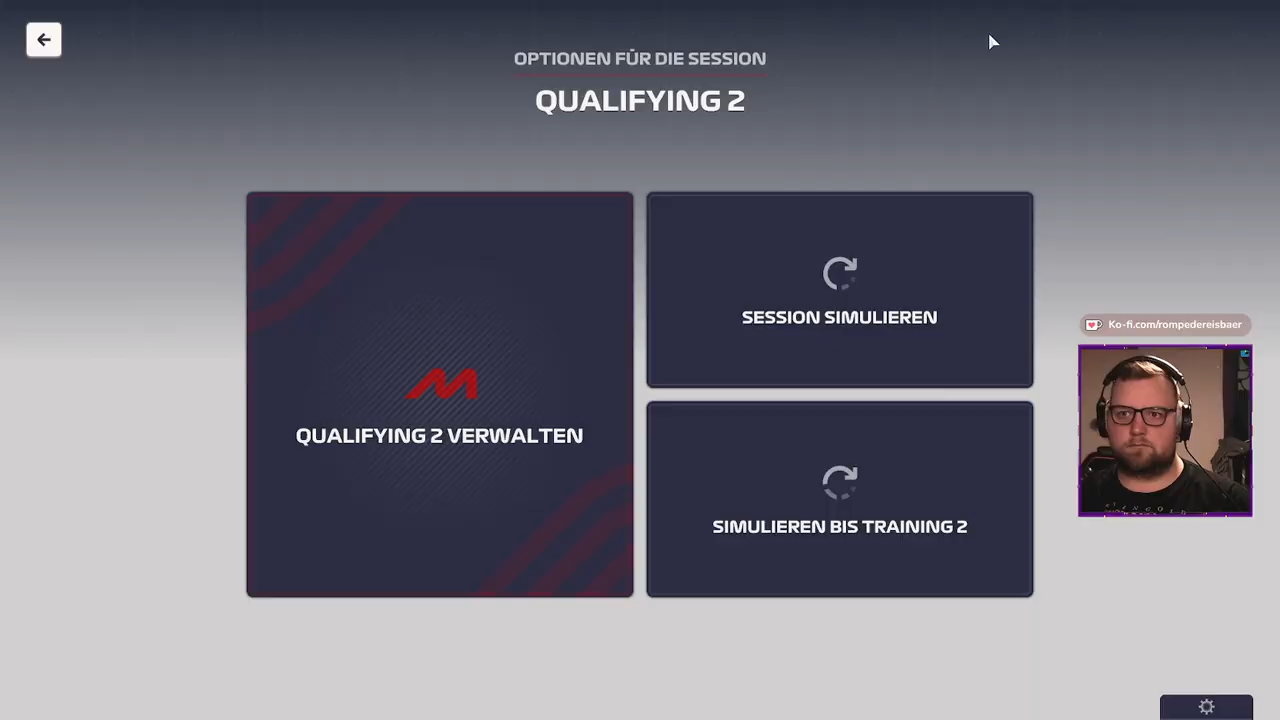 OPTIONEN FÜR DIE SESSION
QUALIFYING 2
QUALIFYING 2 VERWALTEN
SESSION SIMULIEREN
SIMULIEREN BIS TRAINING 2
Ko-fi.com/rompedereisbaer